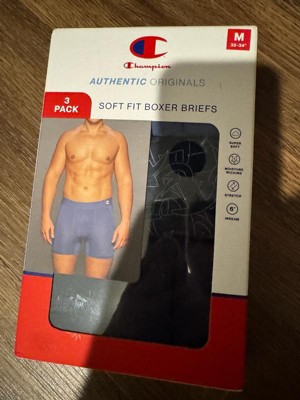 M
32-34"
Champion
AUTHENTIC ORIGINALS
3
PACK
SOFT FIT BOXER BRIEFS
SUPER
SOFT
MOISTURE
WICKING
STRETCH
6"
INSEAM